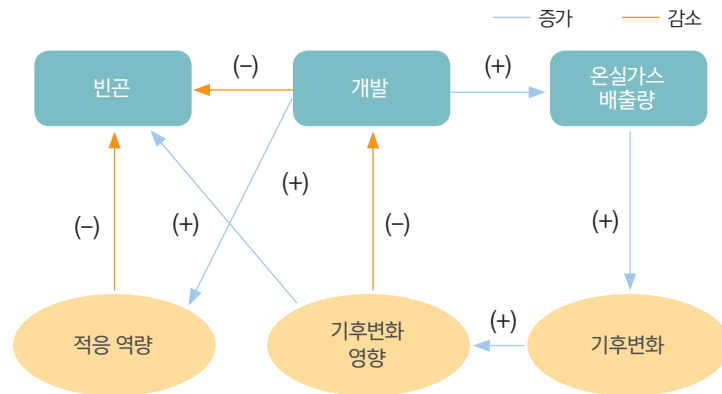 증가
감소
빈곤
(–)
개발
(+)
온실가스
배출량
(–)
(+)
(+)
(–)
(+)
적응 역량
기후변화
영향
(+)
기후변화